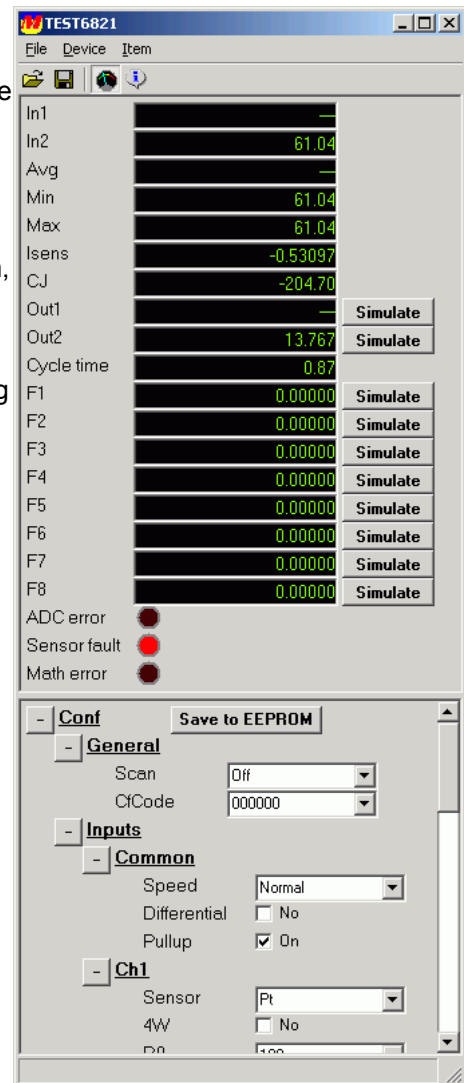 TEST6821
File Device Item
e
In1 —
In2 61.04
Avg —
Min 61.04
Max 61.04
Isens -0.53097
,
CJ -204.70
Out1 — Simulate
Out2 13.767 Simulate
Cycle time 0.87
g
F1 0.00000 Simulate
F2 0.00000 Simulate
F3 0.00000 Simulate
F4 0.00000 Simulate
F5 0.00000 Simulate
F6 0.00000 Simulate
F7 0.00000 Simulate
F8 0.00000 Simulate
ADC error
Sensor fault
Math error
- Conf Save to EEPROM
- General
Scan Off
CfCode 000000
- Inputs
- Common
Speed Normal
Differential No
Pullup On
- Ch1
Sensor Pt
4W No
R0 100